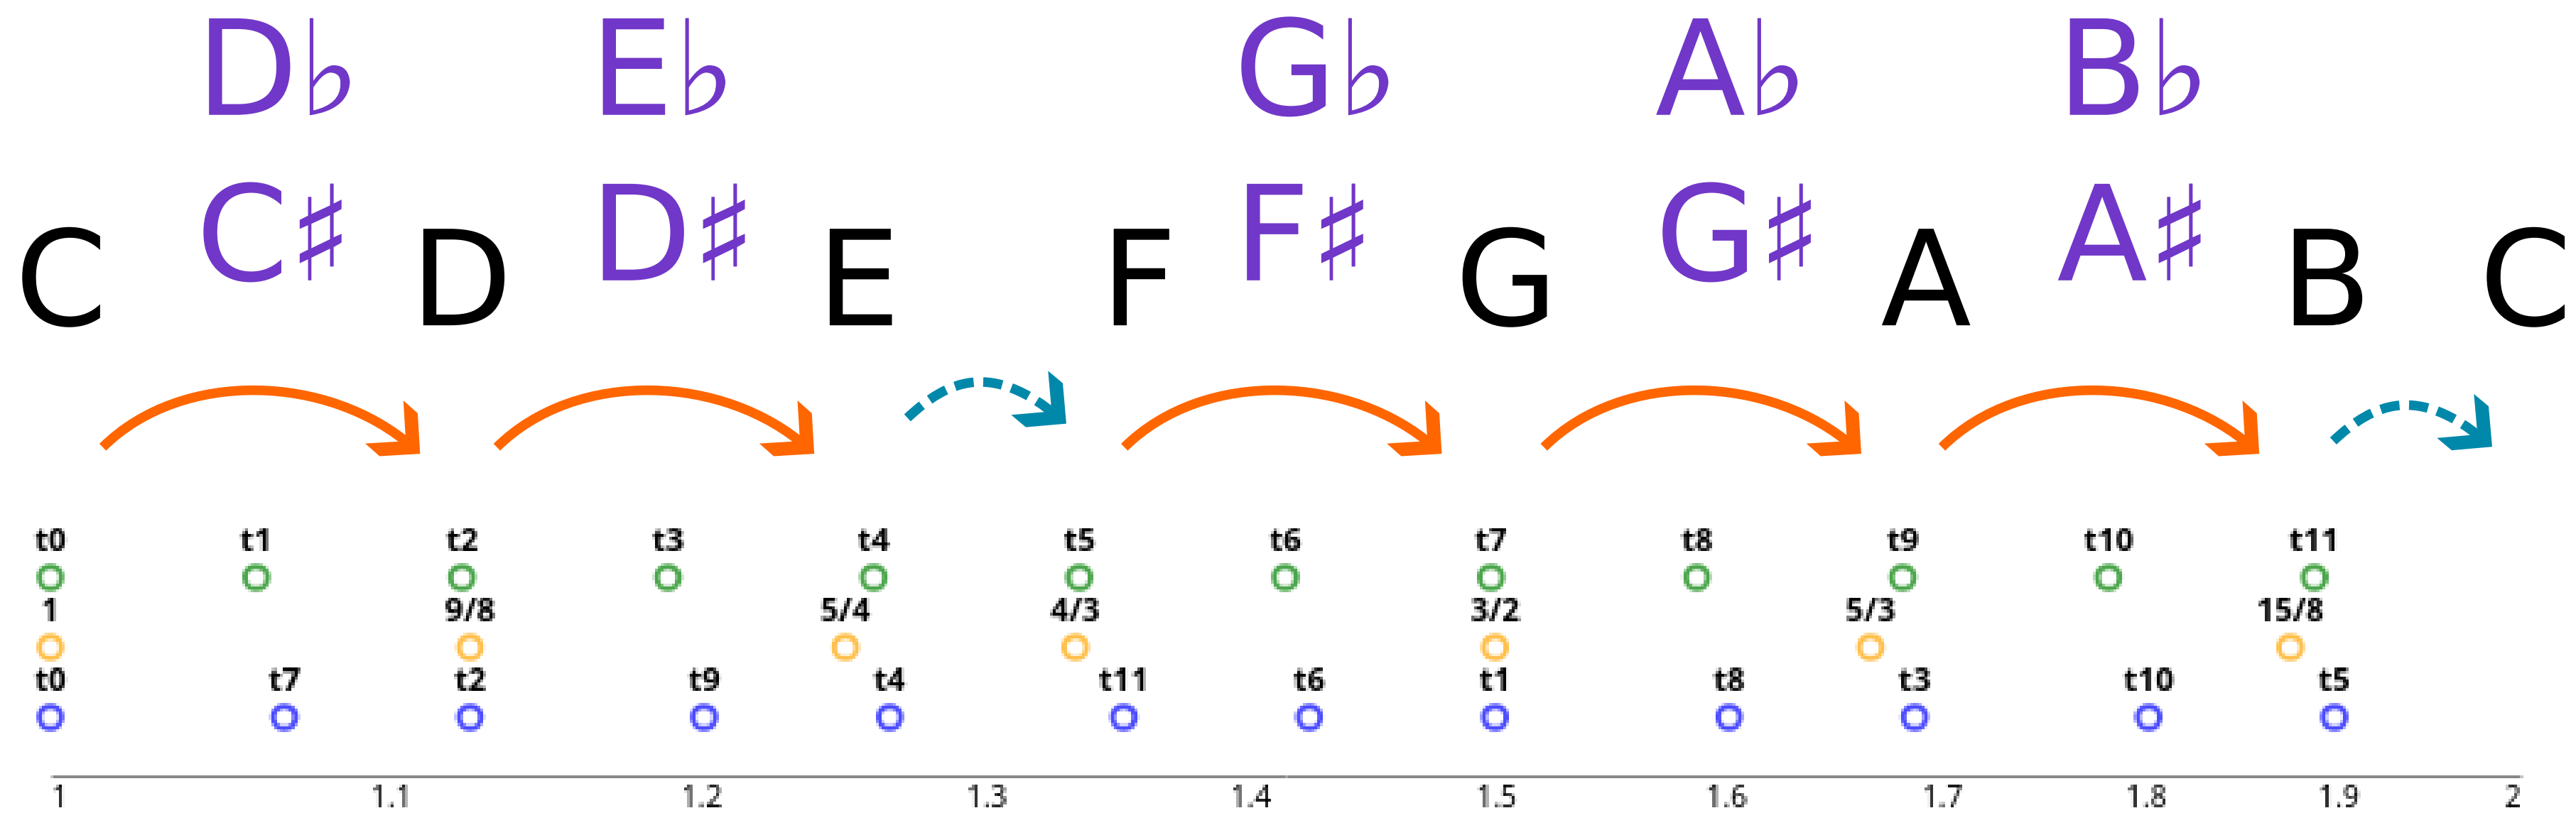 D♭ E♭ G♭ A♭ B♭
C♯ D♯ F♯ G♯ A♯
C D E F G A B C
t0 t1 t2 t3 t4 t5 t6 t7 t8 t9 t10 t11
1 9/8 5/4 4/3 3/2 5/3 15/8
t0 t7 t2 t9 t4 t11 t6 t1 t8 t3 t10 t5
1 1.1 1.2 1.3 1.4 1.5 1.6 1.7 1.8 1.9 2